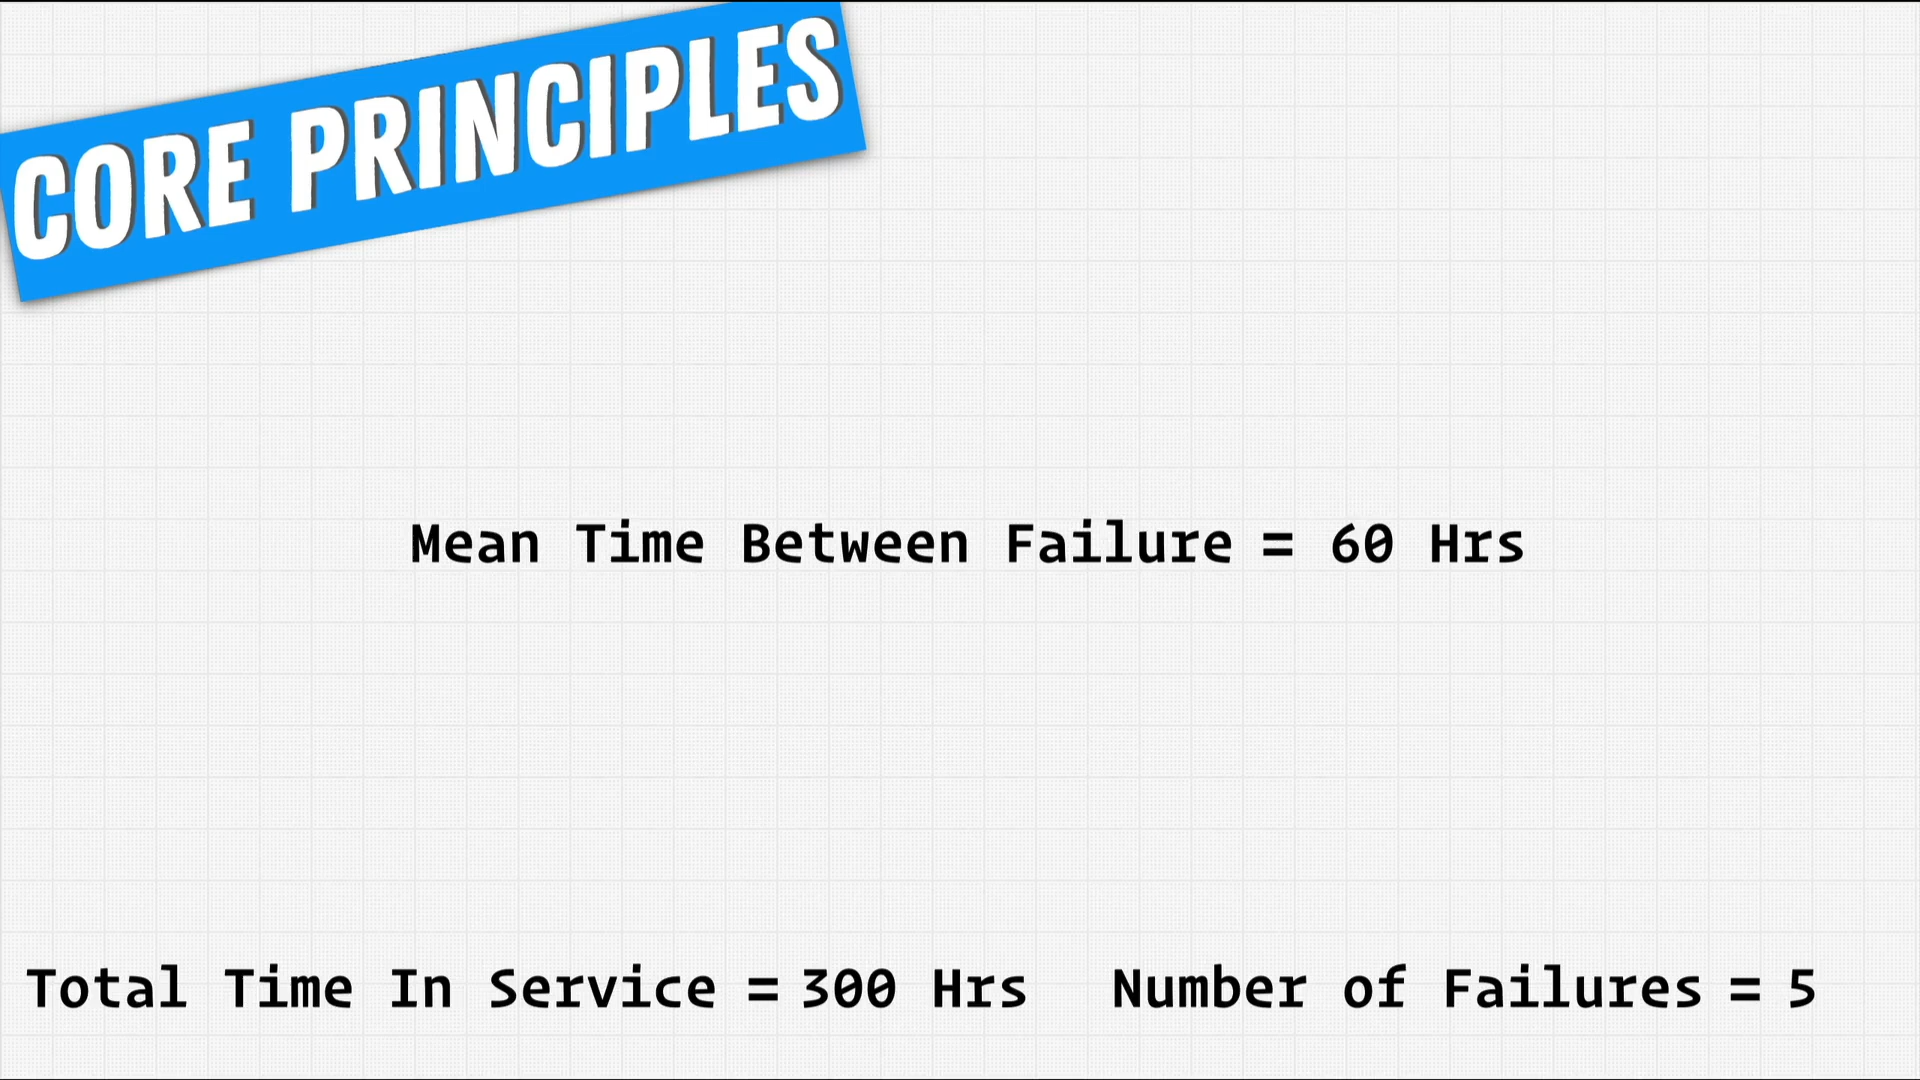 CORE PRINCIPLES
Mean Time Between Failure = 60 Hrs
Total Time In Service = 300 Hrs Number of Failures = 5